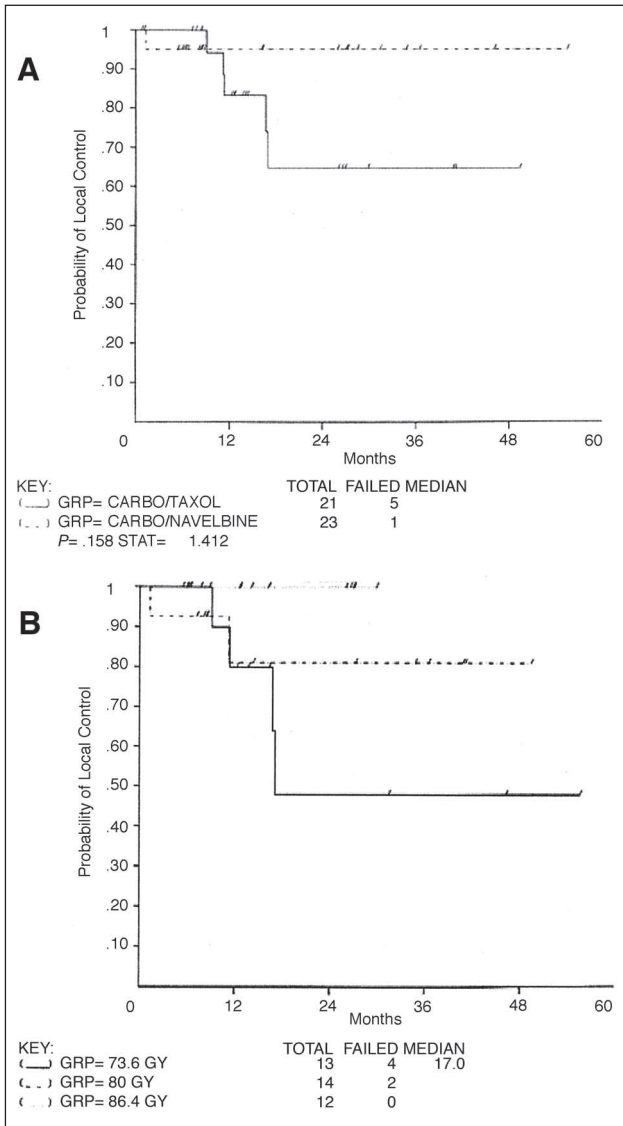 A
Probability of Local Control
1
.90
.80
.70
.60
.50
.40
.30
.20
.10
0 12 24 36 48 60
Months
KEY: TOTAL FAILED MEDIAN
GRP= CARBO/TAXOL 21 5
GRP= CARBO/NAVELBINE 23 1
P= .158 STAT= 1.412
B
Probability of Local Control
1
.90
.80
.70
.60
.50
.40
.30
.20
.10
0 12 24 36 48 60
Months
KEY: TOTAL FAILED MEDIAN
GRP= 73.6 GY 13 4 17.0
GRP= 80 GY 14 2
GRP= 86.4 GY 12 0